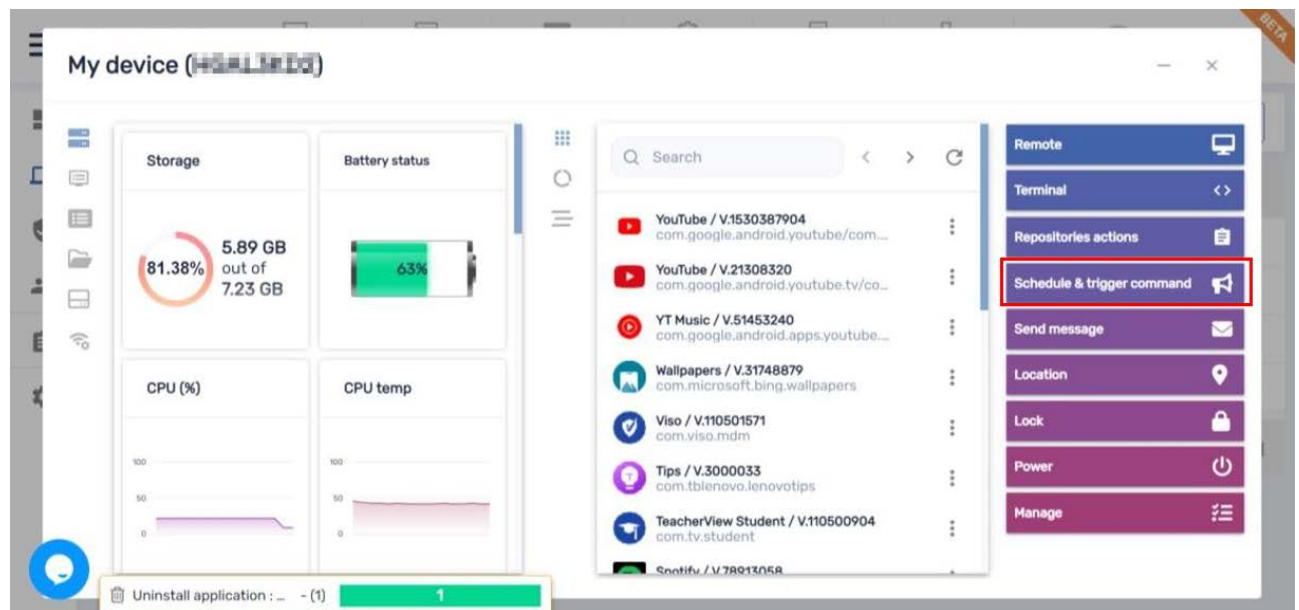 BETA
My device (
)
Storage
5.89 GB
81.38%
out of
7.23 GB
Battery status
63%
CPU (%)
100
50
0
CPU temp
100
50
0
Search
YouTube / V.1530387904
com.google.android.youtube/com...
YouTube / V.21308320
com.google.android.youtube.tv/co...
YT Music / V.51453240
com.google.android.apps.youtube....
Wallpapers / V.31748879
com.microsoft.bing.wallpapers
Viso / V.110501571
com.viso.mdm
Tips / V.3000033
com.tblenovo.lenovotips
TeacherView Student / V.110500904
com.tv.student
Spotify / V.78913058
Remote
Terminal
Repositories actions
Schedule & trigger command
Send message
Location
Lock
Power
Manage
Uninstall application : ... - (1)
1